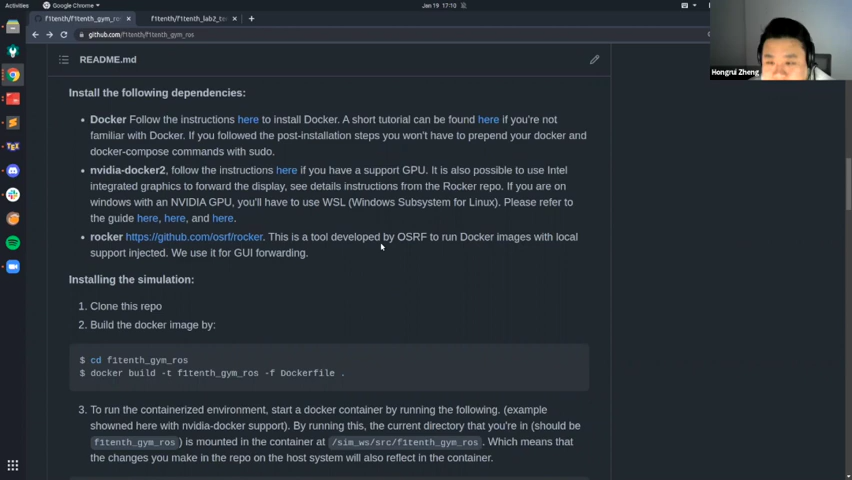 Activities
Google Chrome
Jan 19 17:10
f1tenth/f1tenth_gym_ro
f1tenth/f1tenth_lab2_te
github.com/f1tenth/f1tenth_gym_ros
Hongrui Zheng
README.md
Install the following dependencies:
• Docker Follow the instructions here to install Docker. A short tutorial can be found here if you're not
familiar with Docker. If you followed the post-installation steps you won't have to prepend your docker and
docker-compose commands with sudo.
• nvidia-docker2, follow the instructions here if you have a support GPU. It is also possible to use Intel
integrated graphics to forward the display, see details instructions from the Rocker repo. If you are on
windows with an NVIDIA GPU, you'll have to use WSL (Windows Subsystem for Linux). Please refer to
the guide here, here, and here.
• rocker https://github.com/osrf/rocker. This is a tool developed by OSRF to run Docker images with local
support injected. We use it for GUI forwarding.
Installing the simulation:
1. Clone this repo
2. Build the docker image by:
$ cd f1tenth_gym_ros
$ docker build -t f1tenth_gym_ros -f Dockerfile .
3. To run the containerized environment, start a docker container by running the following. (example
showned here with nvidia-docker support). By running this, the current directory that you're in (should be
f1tenth_gym_ros ) is mounted in the container at /sim_ws/src/f1tenth_gym_ros . Which means that
the changes you make in the repo on the host system will also reflect in the container.